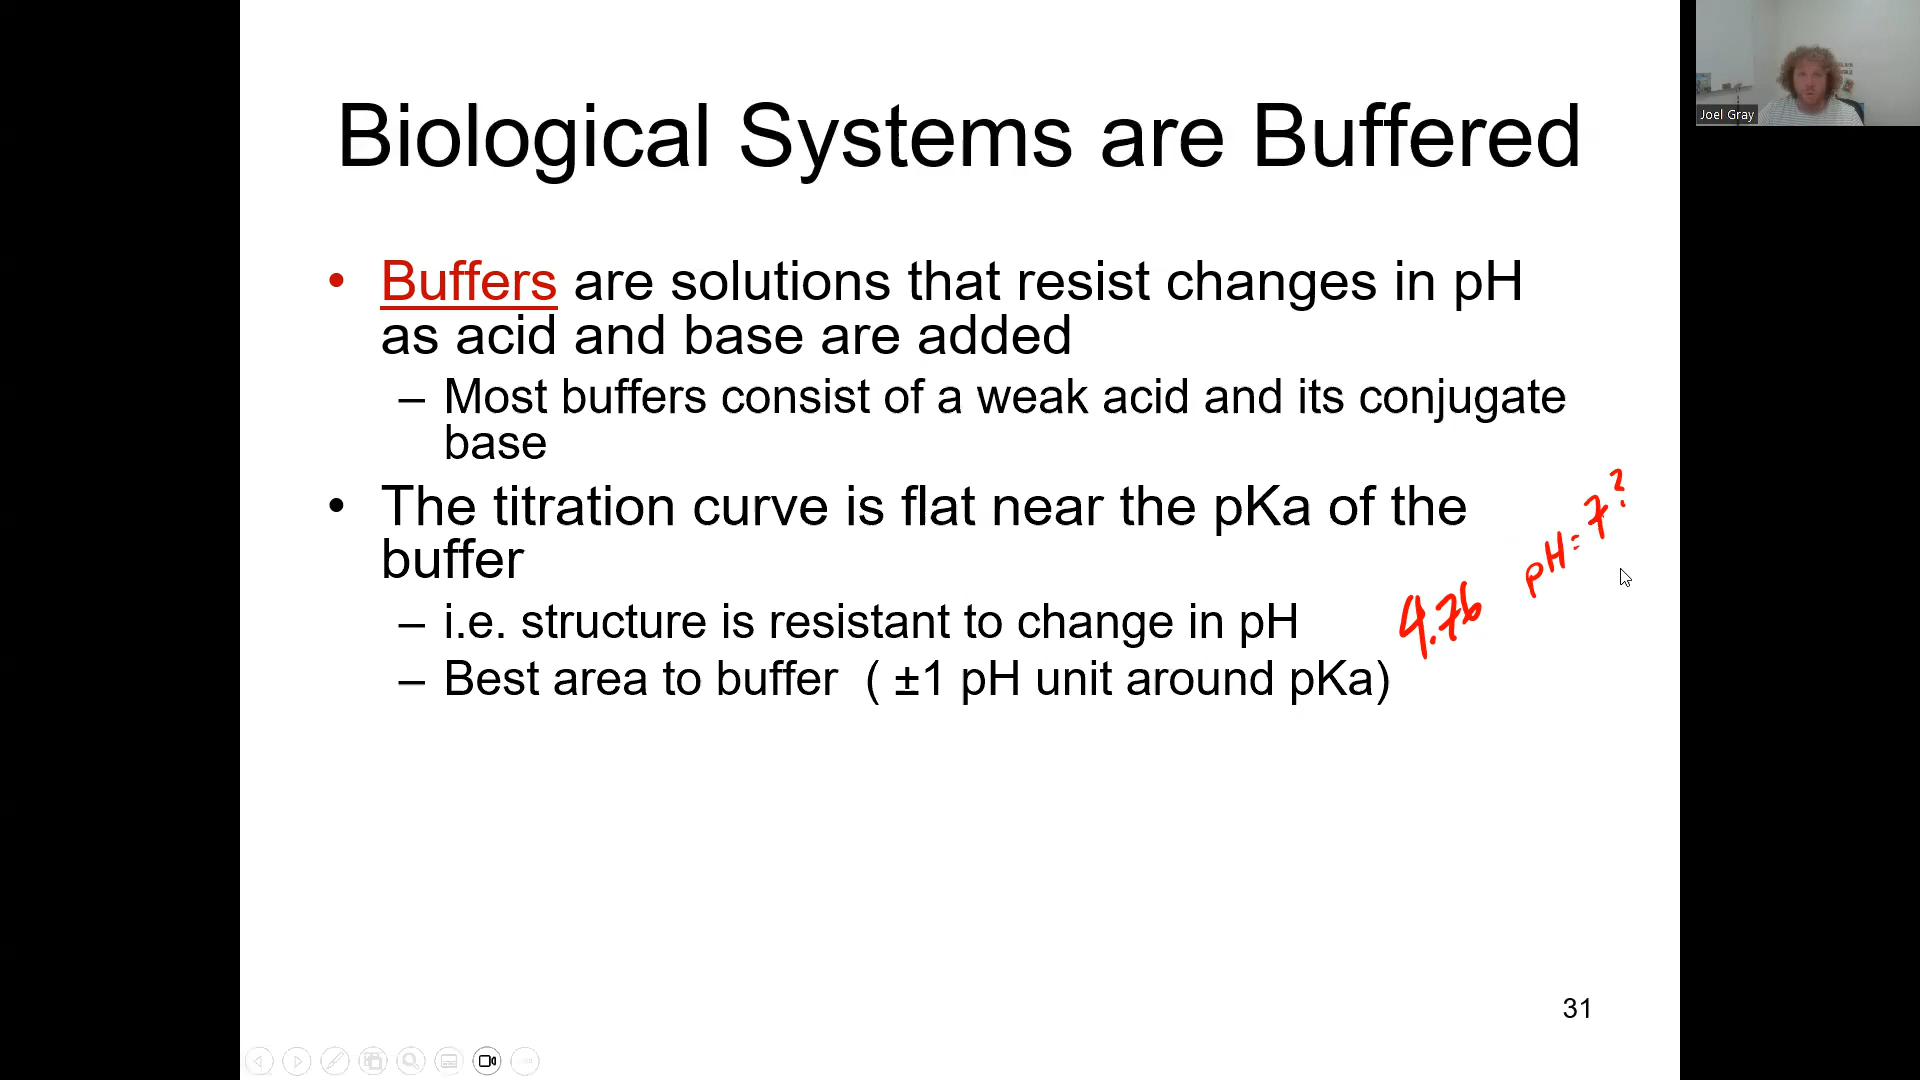 Joel Gray
Biological Systems are Buffered
• Buffers are solutions that resist changes in pH
as acid and base are added
– Most buffers consist of a weak acid and its conjugate
base
• The titration curve is flat near the pKa of the
buffer
pH = 7?
– i.e. structure is resistant to change in pH
4.76
– Best area to buffer ( ±1 pH unit around pKa)
31